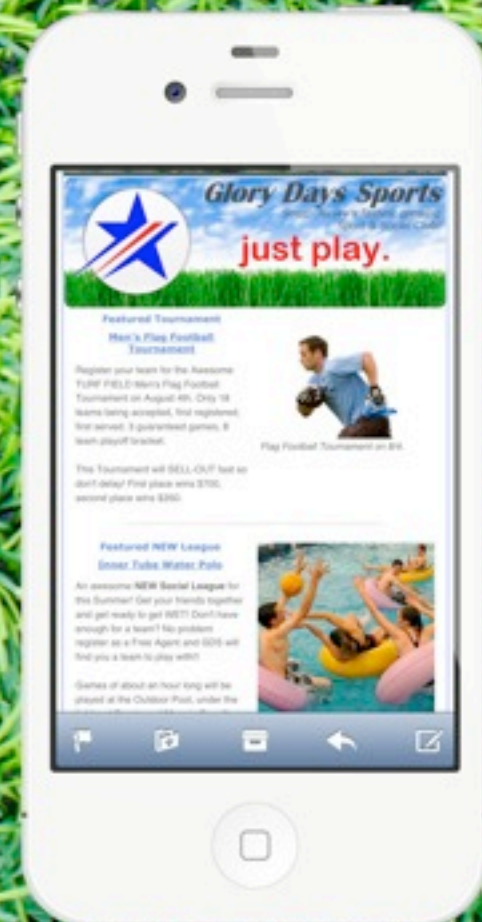 Glory Days Sports
just play.
Featured Tournament
Men's Flag Football
Tournament
Register your team for the Awesome
TURF FIELD Men's Flag Football
Tournament on August 4th. Only 18
teams being accepted, first registered,
first served. 3 guaranteed games, 8
team playoff bracket.
Flag Football Tournament on 8/4.
This Tournament will SELL-OUT fast so
don't delay! First place wins $700,
second place wins $350.
Featured NEW League
Inner Tube Water Polo
An awesome NEW Social League for
this Summer! Get your friends together
and get ready to get WET! Don't have
enough for a team? No problem
register as a Free Agent and GDS will
find you a team to play with!!
Games of about an hour long will be
played at the Outdoor Pool, under the